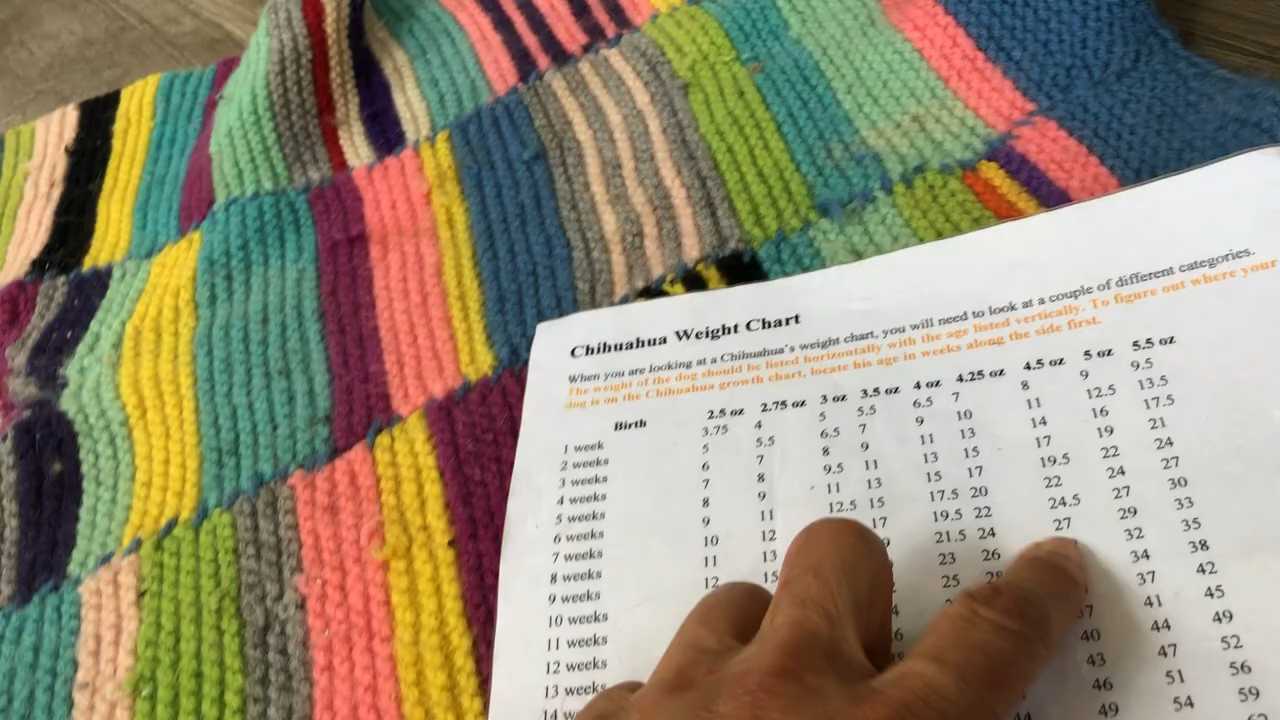 Chihuahua Weight Chart
When you are looking at a Chihuahua's weight chart, you will need to look at a couple of different categories.
The weight of the dog should be listed horizontally with the age listed vertically. To figure out where your
dog is on the Chihuahua growth chart, locate his age in weeks along the side first.
Birth 2.5 oz 2.75 oz 3 oz 3.5 oz 4 oz 4.25 oz 4.5 oz 5 oz 5.5 oz
1 week 3.75 4 5 5.5 6.5 7 8 9 9.5
2 weeks 5 5.5 6.5 7 9 10 11 12.5 13.5
3 weeks 6 7 8 9 11 13 14 16 17.5
4 weeks 7 8 9.5 11 13 15 17 19 21
5 weeks 8 9 11 13 15 17 19.5 22 24
6 weeks 9 11 12.5 15 17.5 20 22 24 27
7 weeks 10 12 17 19.5 22 24.5 27 30
8 weeks 11 13 21.5 24 27 29 33
9 weeks 12 15 23 26 32 35
10 weeks 25 34 38
11 weeks 37 42
12 weeks 41 45
13 weeks 40 44 49
14 43 47 52
46 51 56
49 54 59